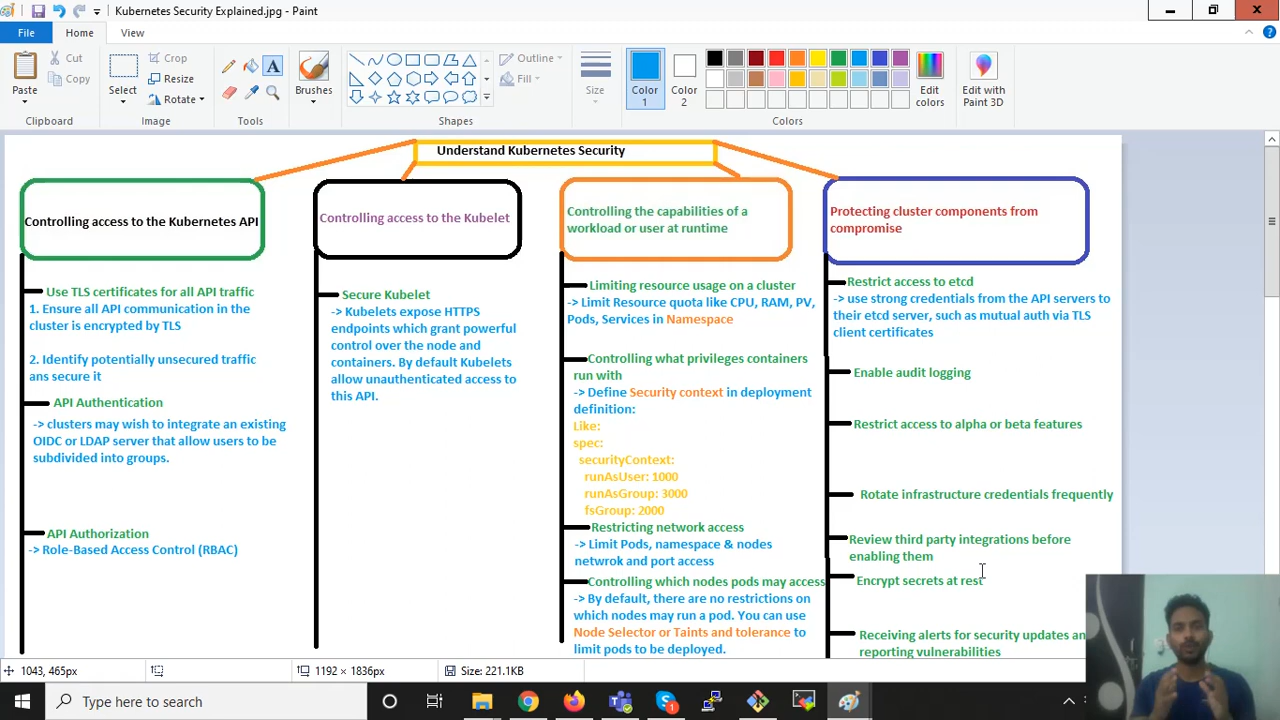 Kubernetes Security Explained.jpg - Paint
File
Home
View
Paste
Cut
Copy
Clipboard
Select
Crop
Resize
Rotate
Image
A
Tools
Brushes
Outline
Fill
Shapes
Size
Color
1
Color
2
Edit
colors
Colors
Edit with
Paint 3D
Understand Kubernetes Security
Controlling access to the Kubernetes API
Use TLS certificates for all API traffic
1. Ensure all API communication in the
cluster is encrypted by TLS
2. Identify potentially unsecured traffic
ans secure it
API Authentication
-> clusters may wish to integrate an existing
OIDC or LDAP server that allow users to be
subdivided into groups.
API Authorization
-> Role-Based Access Control (RBAC)
Controlling access to the Kubelet
Secure Kubelet
-> Kubelets expose HTTPS
endpoints which grant powerful
control over the node and
containers. By default Kubelets
allow unauthenticated access to
this API.
Controlling the capabilities of a
workload or user at runtime
Limiting resource usage on a cluster
-> Limit Resource quota like CPU, RAM, PV,
Pods, Services in Namespace
Controlling what privileges containers
run with
-> Define Security context in deployment
definition:
Like:
spec:
securityContext:
runAsUser: 1000
runAsGroup: 3000
fsGroup: 2000
Restricting network access
-> Limit Pods, namespace & nodes
netwrok and port access
Controlling which nodes pods may access
-> By default, there are no restrictions on
which nodes may run a pod. You can use
Node Selector or Taints and tolerance to
limit pods to be deployed.
Protecting cluster components from
compromise
Restrict access to etcd
-> use strong credentials from the API servers to
their etcd server, such as mutual auth via TLS
client certificates
Enable audit logging
Restrict access to alpha or beta features
Rotate infrastructure credentials frequently
Review third party integrations before
enabling them
Encrypt secrets at rest
Receiving alerts for security updates an
reporting vulnerabilities
1043, 465px
1192 × 1836px
Size: 221.1KB
Type here to search